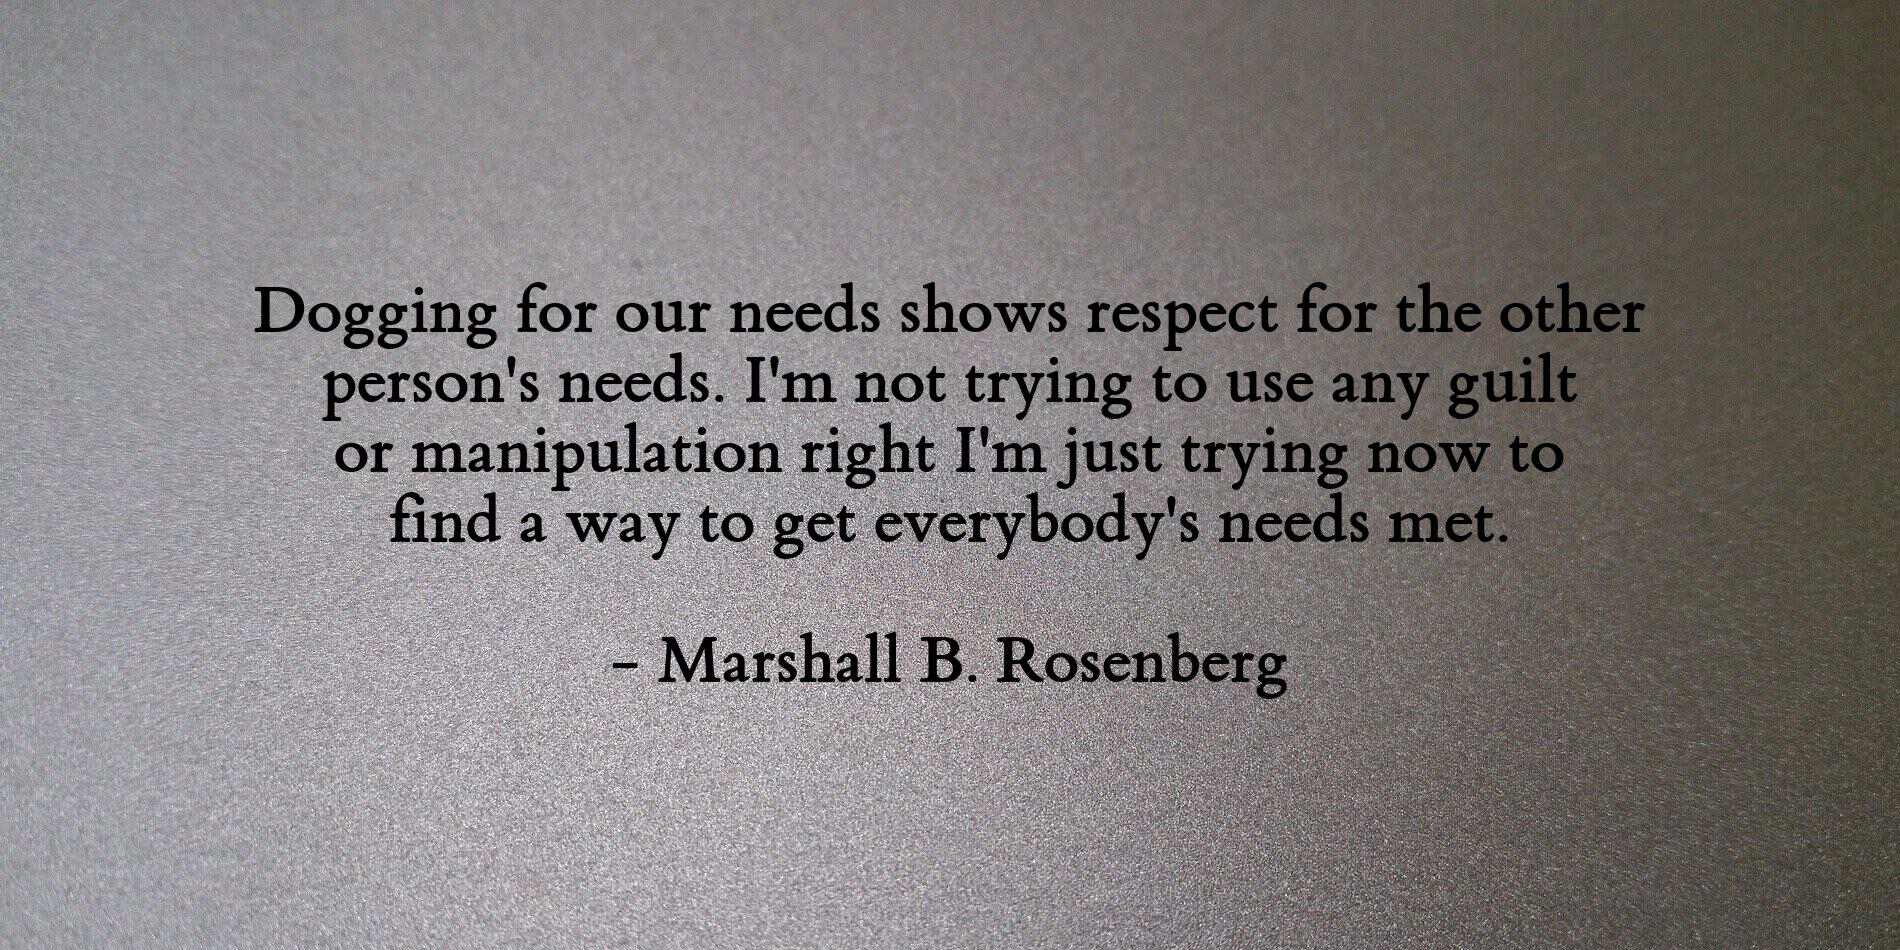 Dogging for our needs shows respect for the other
person's needs. I'm not trying to use any guilt
or manipulation right I'm just trying now to
find a way to get everybody's needs met.
- Marshall B. Rosenberg